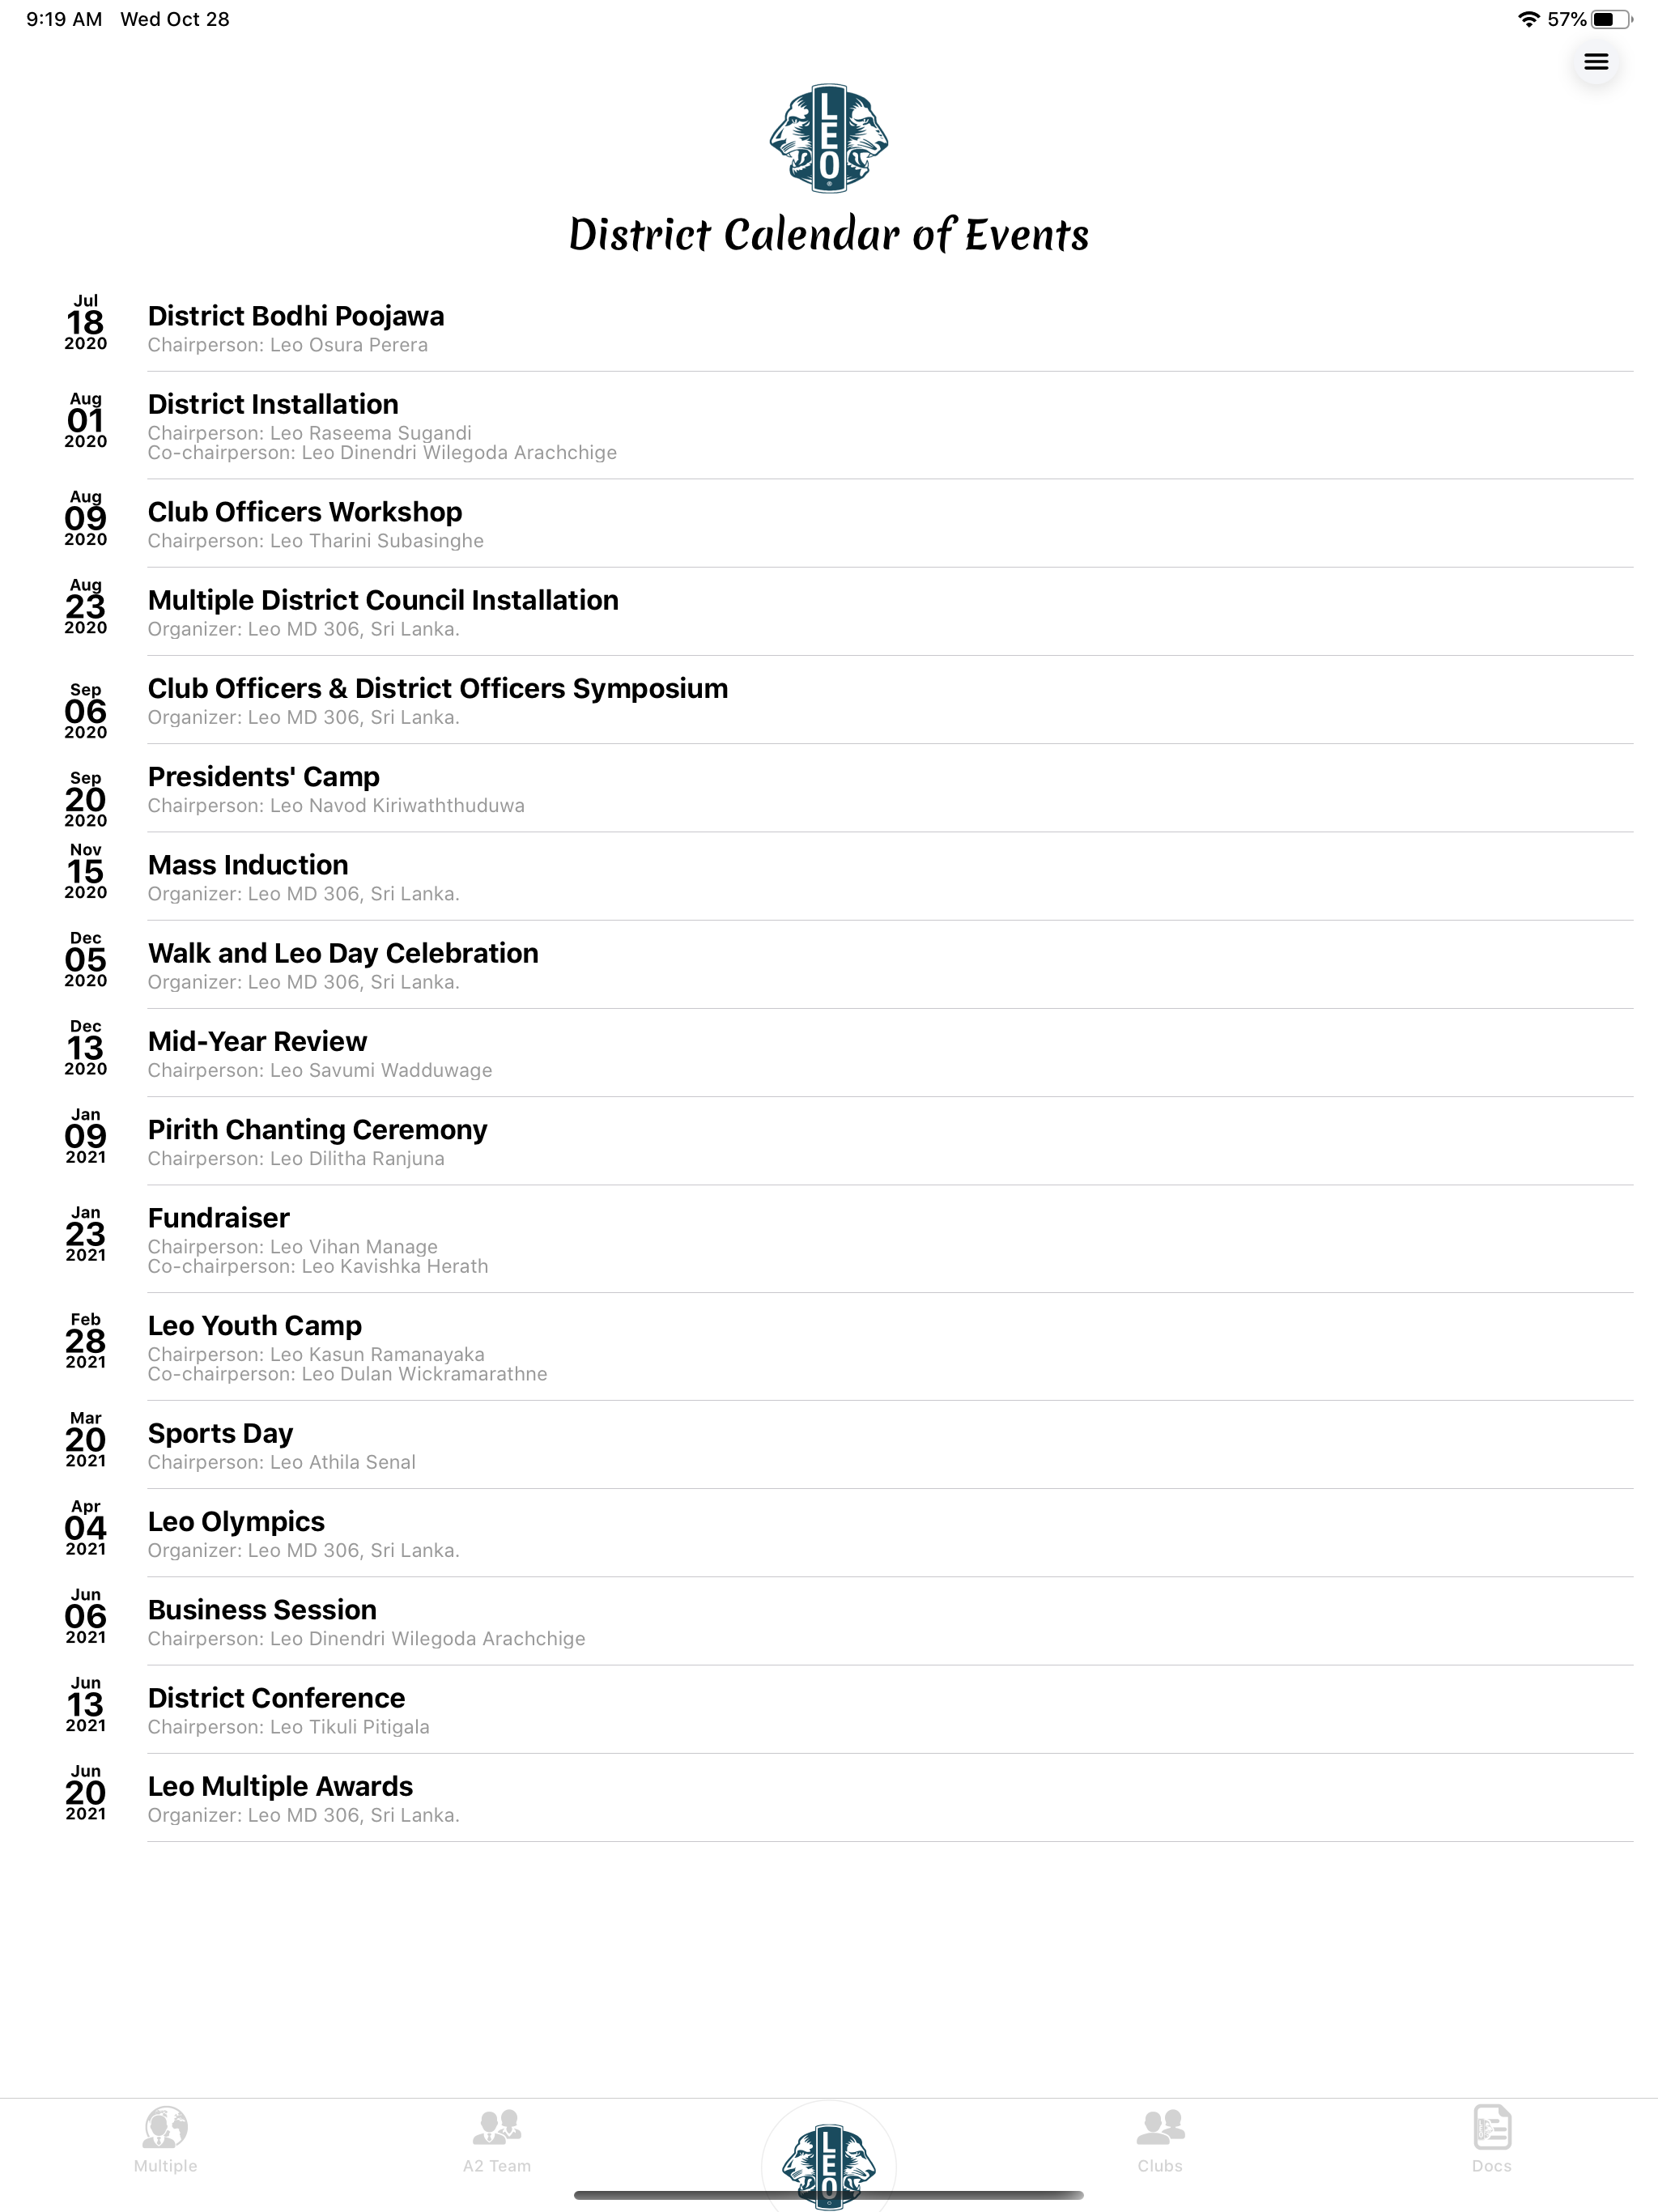 9:19 AM Wed Oct 28
57%
LEO
District Calendar of Events
Jul
18
2020
District Bodhi Poojawa
Chairperson: Leo Osura Perera
Aug
01
2020
District Installation
Chairperson: Leo Raseema Sugandi
Co-chairperson: Leo Dinendri Wilegoda Arachchige
Aug
09
2020
Club Officers Workshop
Chairperson: Leo Tharini Subasinghe
Aug
23
2020
Multiple District Council Installation
Organizer: Leo MD 306, Sri Lanka.
Sep
06
2020
Club Officers & District Officers Symposium
Organizer: Leo MD 306, Sri Lanka.
Sep
20
2020
Presidents' Camp
Chairperson: Leo Navod Kiriwaththuduwa
Nov
15
2020
Mass Induction
Organizer: Leo MD 306, Sri Lanka.
Dec
05
2020
Walk and Leo Day Celebration
Organizer: Leo MD 306, Sri Lanka.
Dec
13
2020
Mid-Year Review
Chairperson: Leo Savumi Wadduwage
Jan
09
2021
Pirith Chanting Ceremony
Chairperson: Leo Dilitha Ranjuna
Jan
23
2021
Fundraiser
Chairperson: Leo Vihan Manage
Co-chairperson: Leo Kavishka Herath
Feb
28
2021
Leo Youth Camp
Chairperson: Leo Kasun Ramanayaka
Co-chairperson: Leo Dulan Wickramarathne
Mar
20
2021
Sports Day
Chairperson: Leo Athila Senal
Apr
04
2021
Leo Olympics
Organizer: Leo MD 306, Sri Lanka.
Jun
06
2021
Business Session
Chairperson: Leo Dinendri Wilegoda Arachchige
Jun
13
2021
District Conference
Chairperson: Leo Tikuli Pitigala
Jun
20
2021
Leo Multiple Awards
Organizer: Leo MD 306, Sri Lanka.
Multiple
A2 Team
LEO
Clubs
Docs